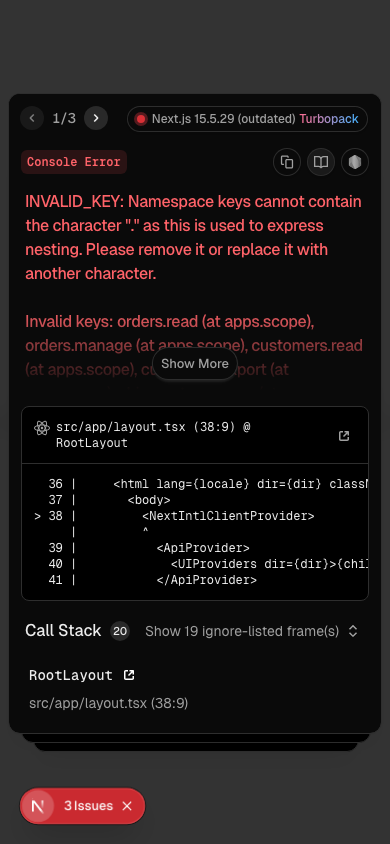 1/3
Next.js 15.5.29 (outdated) Turbopack
Console Error
INVALID_KEY: Namespace keys cannot contain
the character "." as this is used to express
nesting. Please remove it or replace it with
another character.
Invalid keys: orders.read (at apps.scope),
orders.manage (at apps.scope), customers.read
(at apps.scope), (at
Show More
src/app/layout.tsx (38:9) @
RootLayout
36 | <html lang={locale} dir={dir}
37 | <body>
> 38 | <NextIntlClientProvider>
| ^
39 | <ApiProvider>
40 | <UIProviders dir={dir}>
41 | </ApiProvider>
Call Stack 20 Show 19 ignore-listed frame(s)
RootLayout
src/app/layout.tsx (38:9)
N 3 Issues